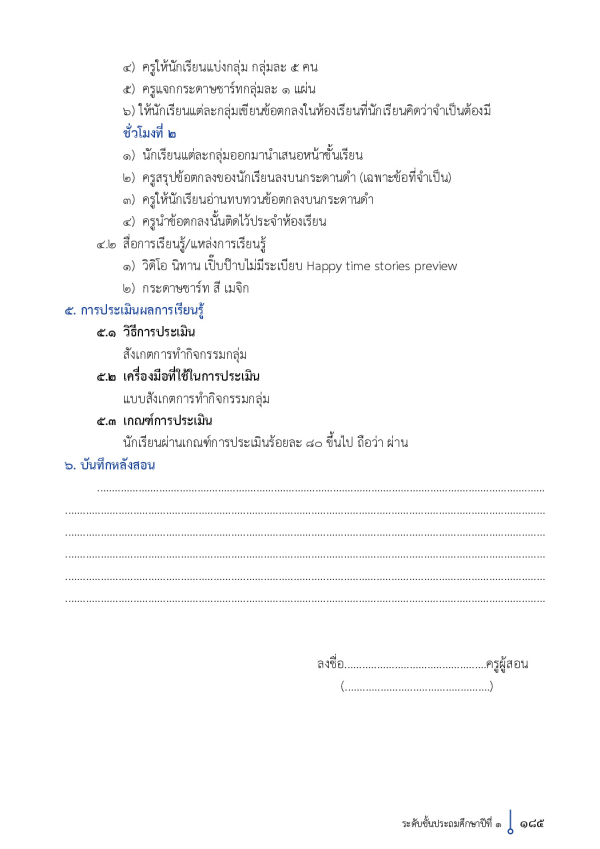 ๔) ครูให้นักเรียนแบ่งกลุ่ม กลุ่มละ ๕ คน
๕) ครูแจกกระดาษชาร์ทกลุ่มละ ๑ แผ่น
๖) ให้นักเรียนแต่ละกลุ่มเขียนข้อตกลงในห้องเรียนที่นักเรียนคิดว่าจำเป็นต้องมี
ชั่วโมงที่ ๒
๑) นักเรียนแต่ละกลุ่มออกมานำเสนอหน้าชั้นเรียน
๒) ครูสรุปข้อตกลงของนักเรียนลงบนกระดานดำ (เฉพาะข้อที่จำเป็น)
๓) ครูให้นักเรียนอ่านทบทวนข้อตกลงบนกระดานดำ
๔) ครูนำข้อตกลงนั้นติดไว้ประจำห้องเรียน
๔.๒ สื่อการเรียนรู้/แหล่งการเรียนรู้
๑) วิดิโอ นิทาน เป็บป๊าบไม่มีระเบียบ Happy time stories preview
๒) กระดาษชาร์ท สี เมจิก
๕. การประเมินผลการเรียนรู้
๕.๑ วิธีการประเมิน
สังเกตการทำกิจกรรมกลุ่ม
๕.๒ เครื่องมือที่ใช้ในการประเมิน
แบบสังเกตการทำกิจกรรมกลุ่ม
๕.๓ เกณฑ์การประเมิน
นักเรียนผ่านเกณฑ์การประเมินร้อยละ ๘๐ ขึ้นไป ถือว่า ผ่าน
๖. บันทึกหลังสอน
ลงชื่อ................................................ครูผู้สอน
(.................................................)
ระดับชั้นประถมศึกษาปีที่ ๑ ๑๘๕